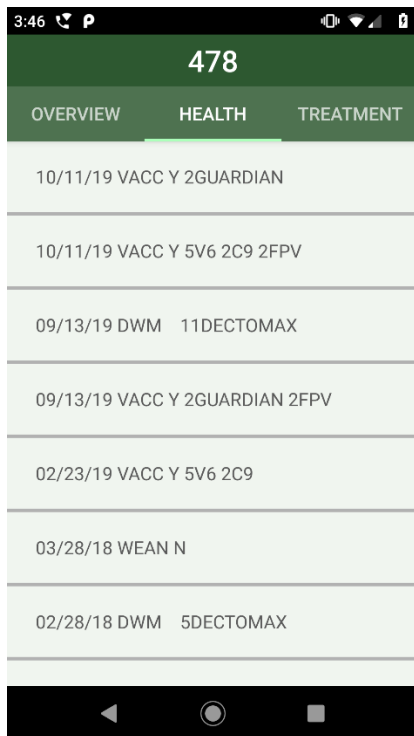 3:46
478
OVERVIEW HEALTH TREATMENT
10/11/19 VACC Y 2GUARDIAN
10/11/19 VACC Y 5V6 2C9 2FPV
09/13/19 DWM 11DECTOMAX
09/13/19 VACC Y 2GUARDIAN 2FPV
02/23/19 VACC Y 5V6 2C9
03/28/18 WEAN N
02/28/18 DWM 5DECTOMAX